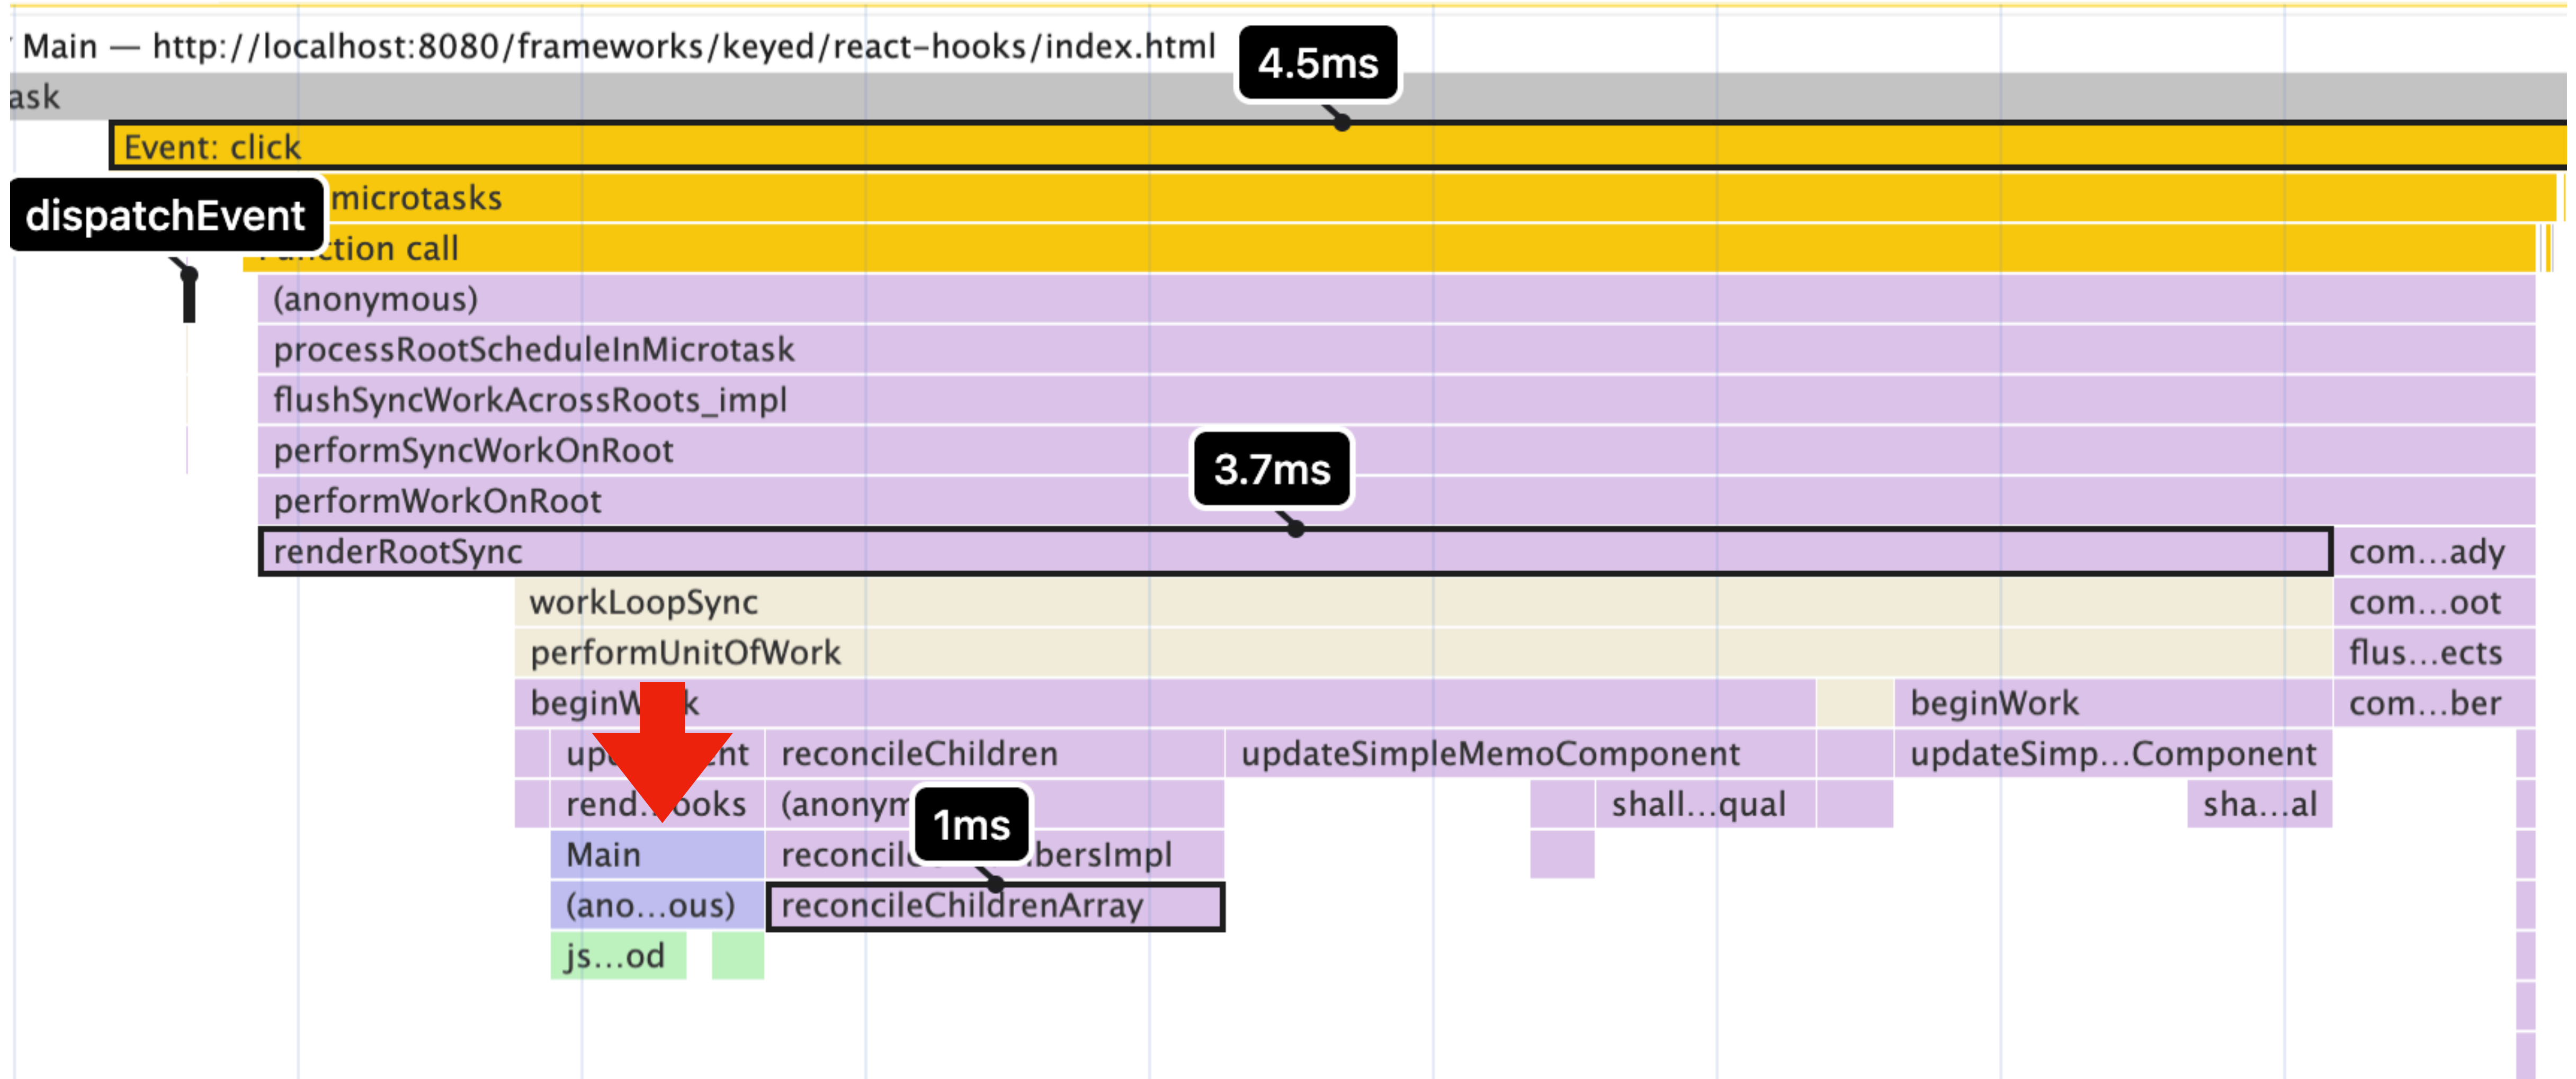 Main — http://localhost:8080/frameworks/keyed/react-hooks/index.html
4.5ms
ask
Event: click
dispatchEvent
microtasks
ction call
(anonymous)
processRootScheduleInMicrotask
flushSyncWorkAcrossRoots_impl
performSyncWorkOnRoot
3.7ms
performWorkOnRoot
renderRootSync com...ady
workLoopSync com...oot
performUnitOfWork flus...ects
beginW k beginWork com...ber
up nt reconcileChildren updateSimpleMemoComponent updateSimp...Component
rend. ooks (anonym shall...qual sha...al
1ms
Main reconcil bersImpl
(ano...ous) reconcileChildrenArray
js...od